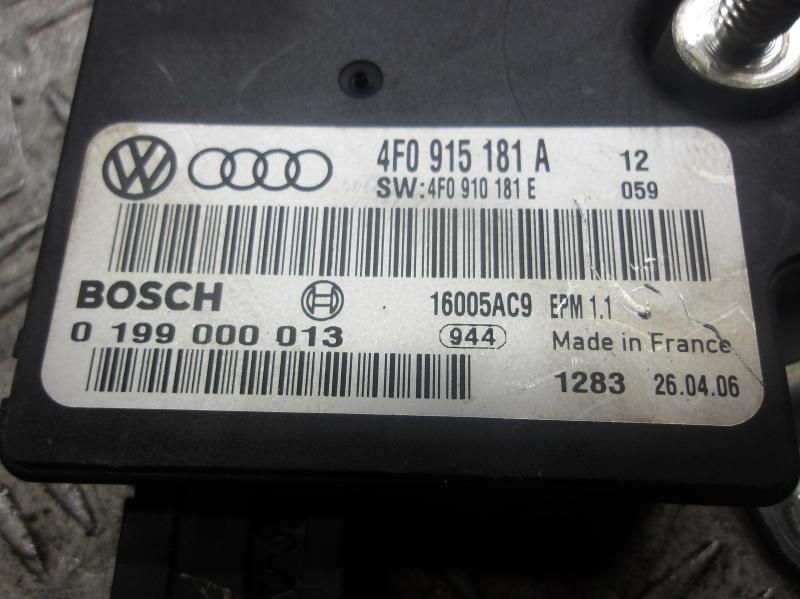 4F0 915 181 A 12
SW:4F0 910 181 E 059
BOSCH 16005AC9 EPM 1.1
0 199 000 013 944 Made in France
1283 26.04.06